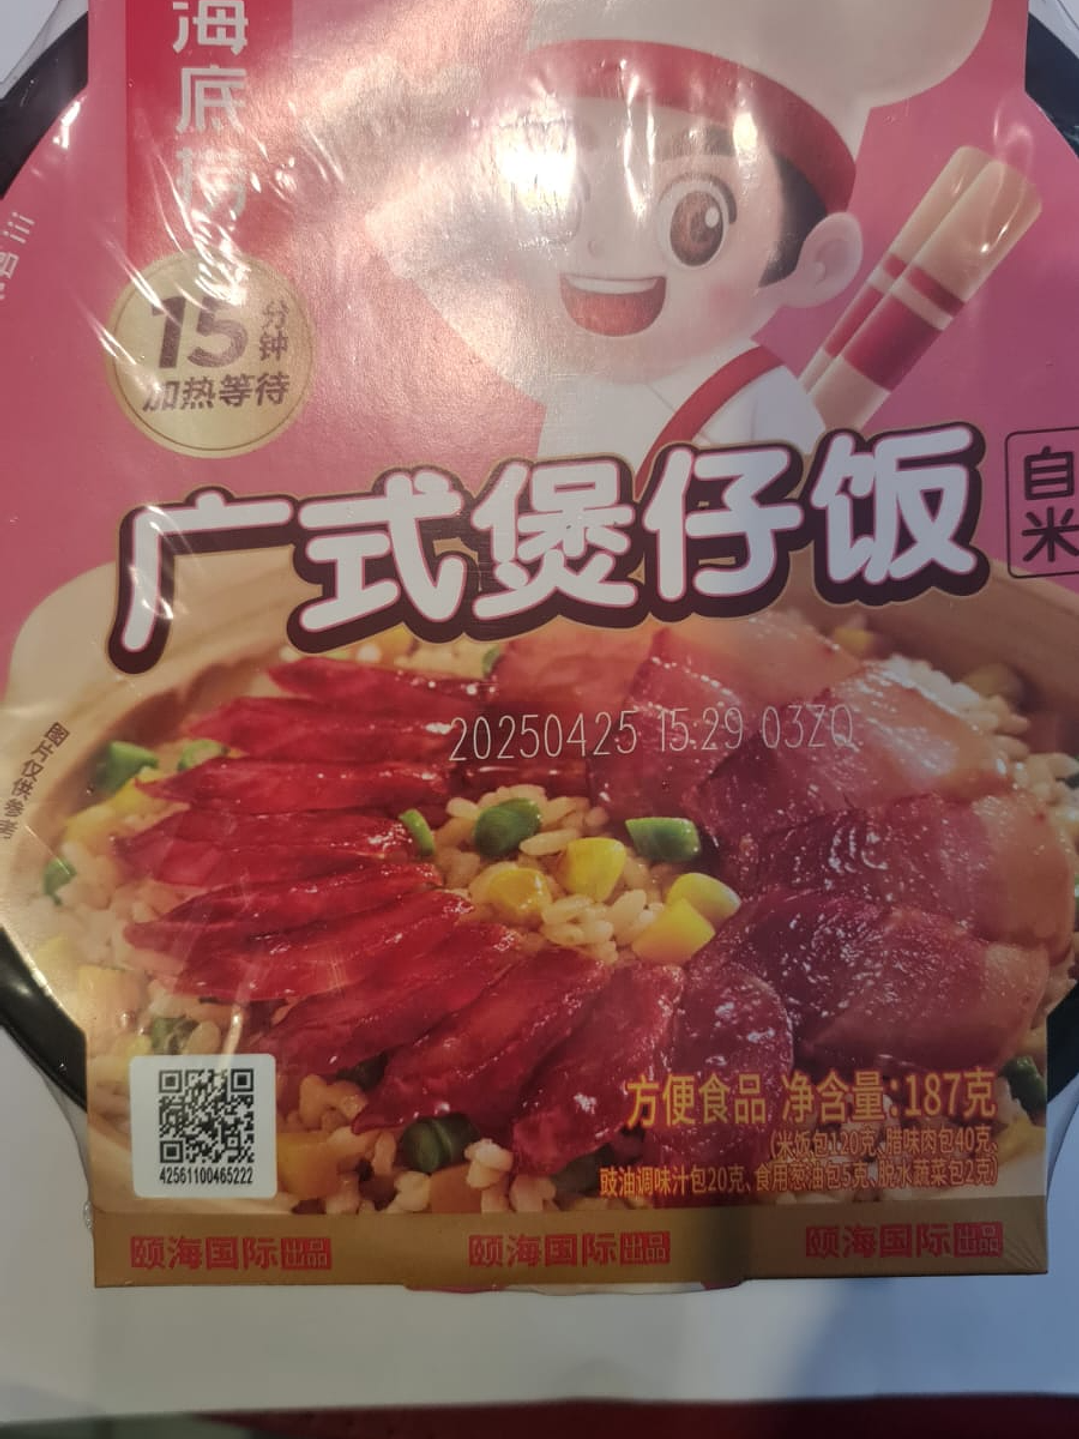 海底捞
15分钟
加热等待
广式煲仔饭
自
米
20250425 15:29 03ZQ
图片仅供参考
方便食品 净含量:187克
(米饭包120克、腊味肉包40克、
豉油调味汁包20克、食用葱油包5克、脱水蔬菜包2克)
42561100465222
颐海国际出品
颐海国际出品
颐海国际出品